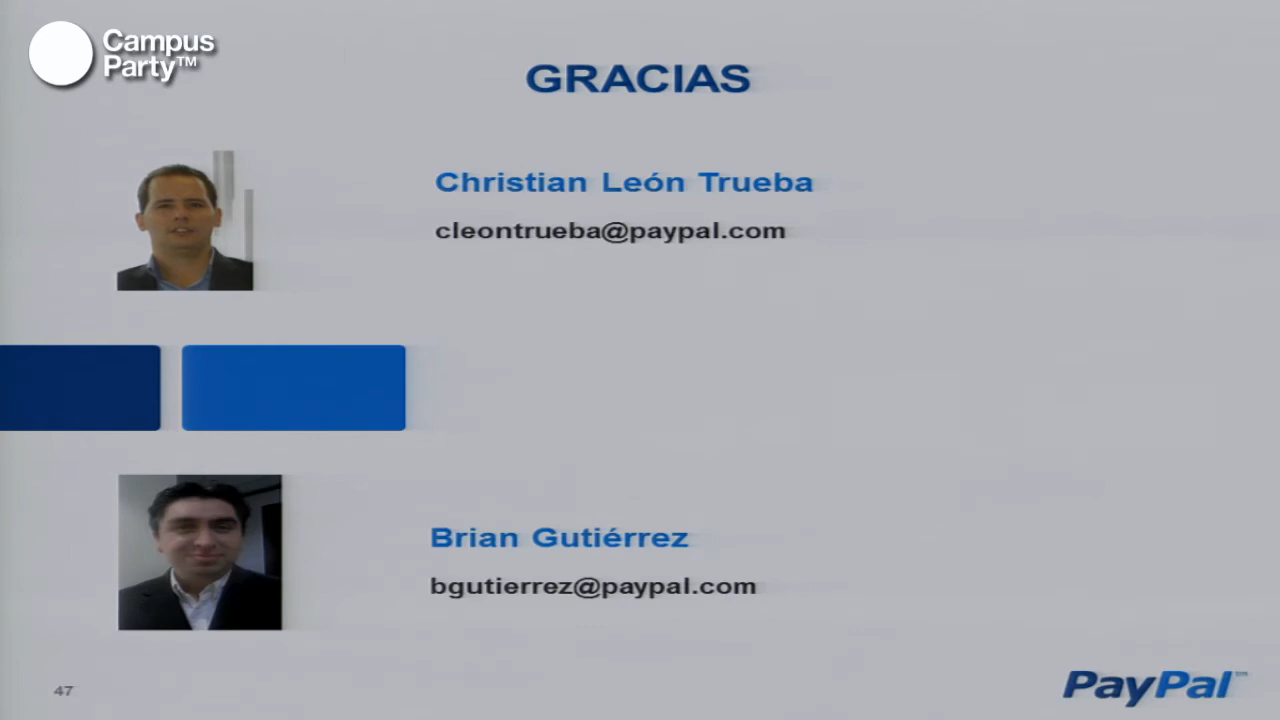 Campus
Party™
GRACIAS
Christian León Trueba
cleontrueba@paypal.com
Brian Gutiérrez
bgutierrez@paypal.com
47
PayPal™